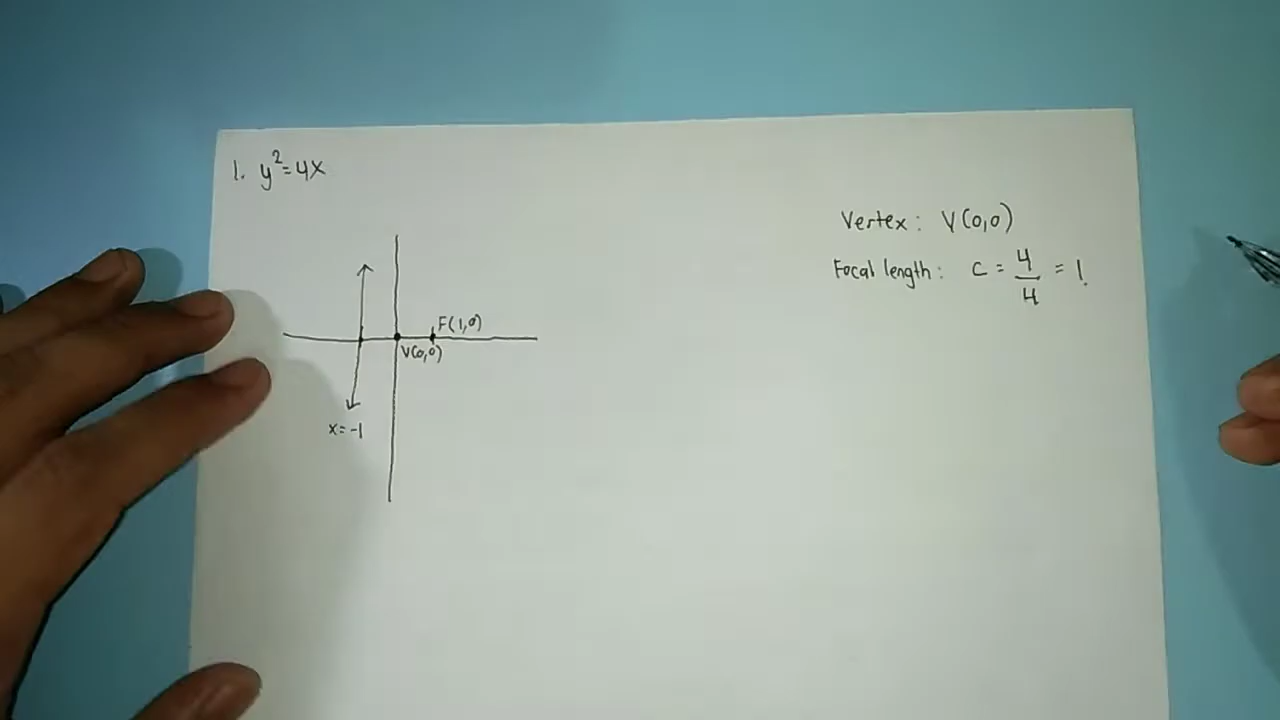 1. y²=4x
Vertex: V(0,0)
Focal length: c = 4/4 = 1.
F(1,0)
V(0,0)
x=-1